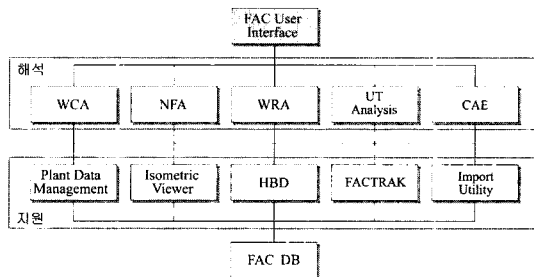 FAC User
Interface
해석
WCA
NFA
WRA
UT
Analysis
CAE
Plant Data
Management
Isometric
Viewer
HBD
FACTRAK
Import
Utility
지원
FAC DB